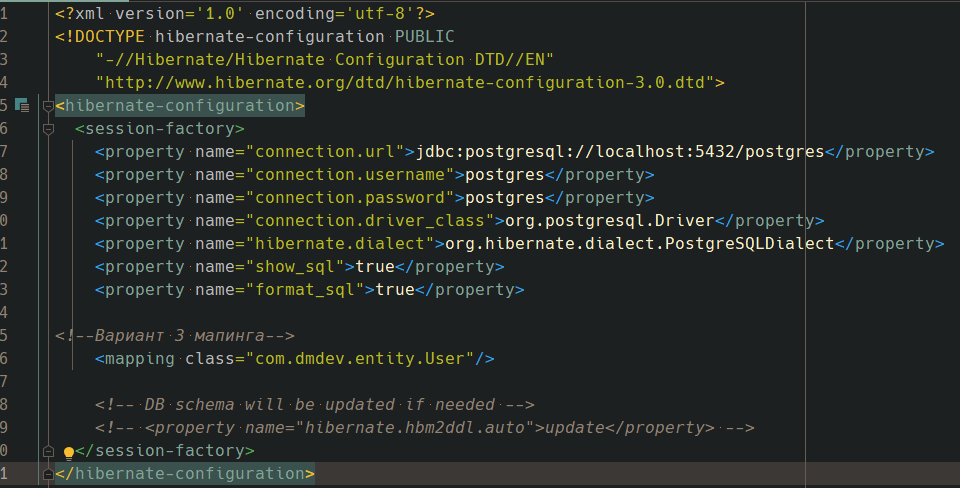 1 <?xml version='1.0' encoding='utf-8'?>
2 <!DOCTYPE hibernate-configuration PUBLIC
3 "-//Hibernate/Hibernate Configuration DTD//EN"
4 "http://www.hibernate.org/dtd/hibernate-configuration-3.0.dtd">
5 <hibernate-configuration>
6 <session-factory>
7 <property name="connection.url">jdbc:postgresql://localhost:5432/postgres</property>
8 <property name="connection.username">postgres</property>
9 <property name="connection.password">postgres</property>
0 <property name="connection.driver_class">org.postgresql.Driver</property>
1 <property name="hibernate.dialect">org.hibernate.dialect.PostgreSQLDialect</property>
2 <property name="show_sql">true</property>
3 <property name="format_sql">true</property>
4
5 <!--Вариант 3 мапинга-->
6 <mapping class="com.dmdev.entity.User"/>
7
8 <!-- DB schema will be updated if needed -->
9 <!-- <property name="hibernate.hbm2ddl.auto">update</property> -->
0 </session-factory>
1 </hibernate-configuration>